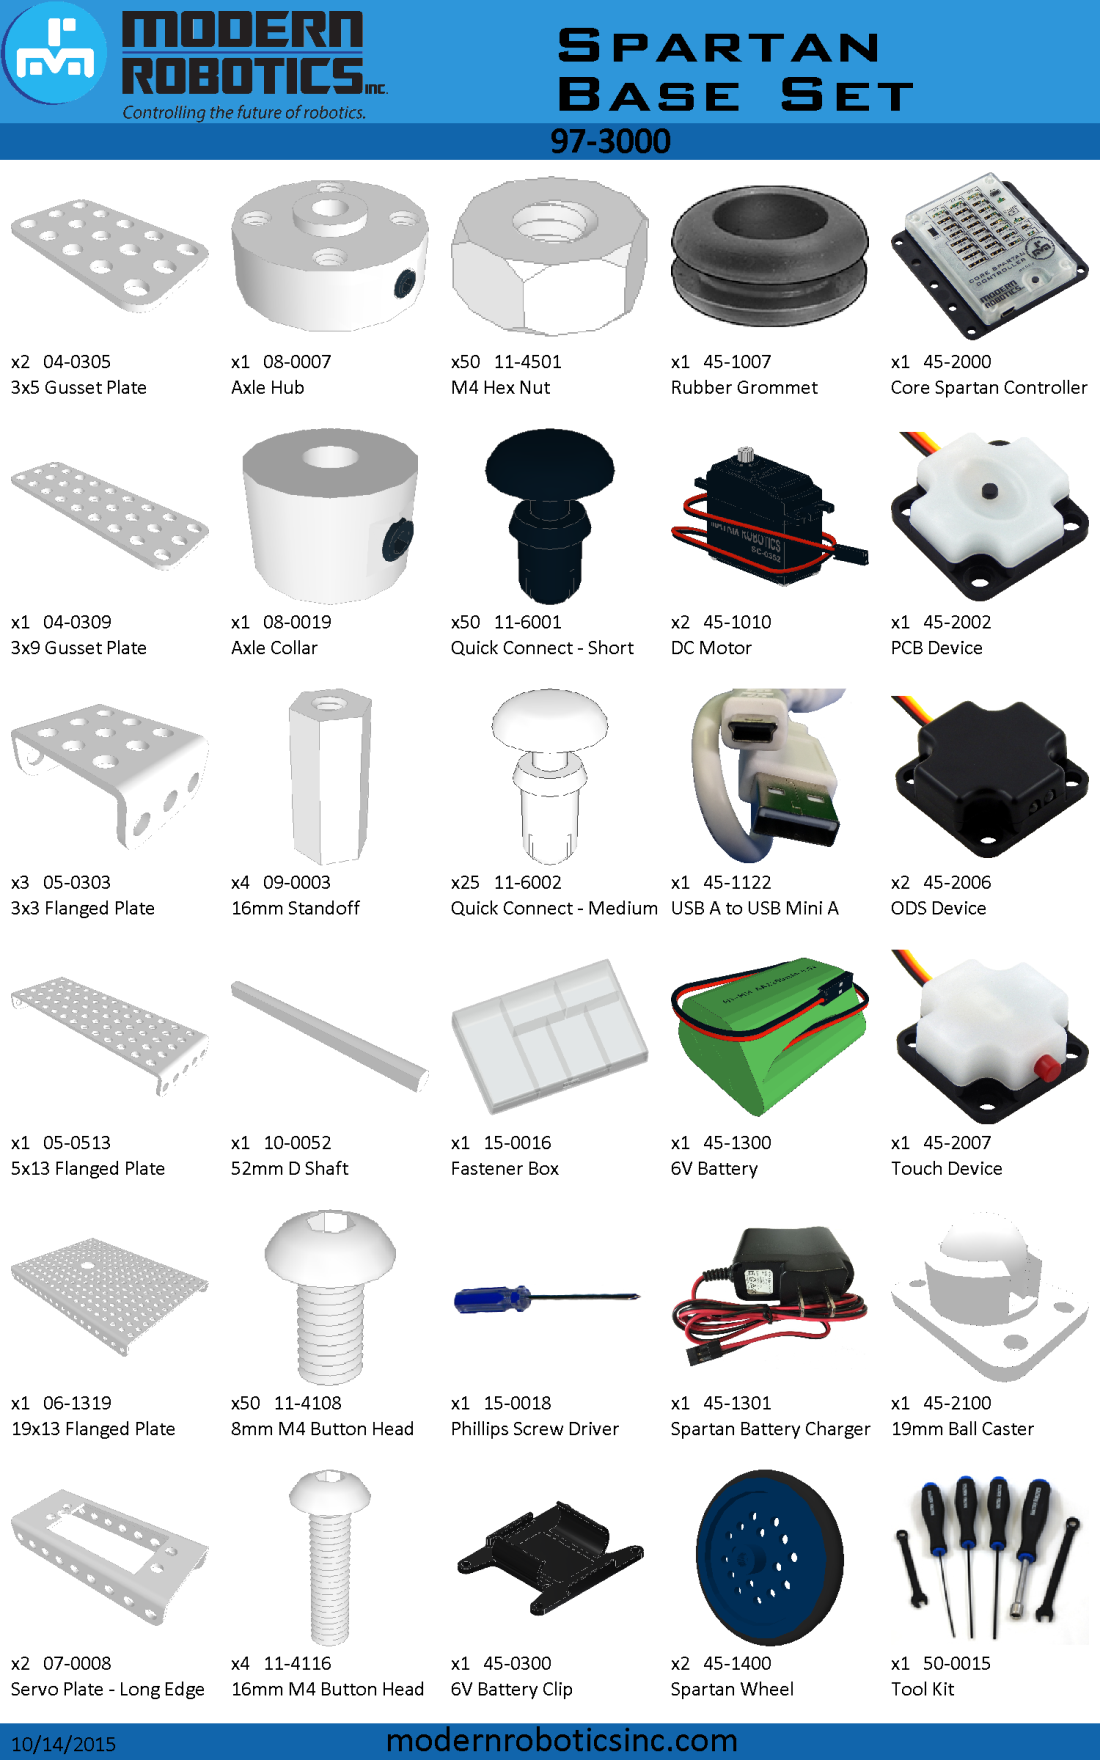 MODERN
ROBOTICS INC.
Controlling the future of robotics.
SPARTAN
BASE SET
97-3000
x2 04-0305
3x5 Gusset Plate
x1 08-0007
Axle Hub
x50 11-4501
M4 Hex Nut
x1 45-1007
Rubber Grommet
CORE SPARTAN
CONTROLLER
MODERN
ROBOTICS
x1 45-2000
Core Spartan Controller
x1 04-0309
3x9 Gusset Plate
x1 08-0019
Axle Collar
x50 11-6001
Quick Connect - Short
ROBOTICS
x2 45-1010
DC Motor
x1 45-2002
PCB Device
x3 05-0303
3x3 Flanged Plate
x4 09-0003
16mm Standoff
x25 11-6002
Quick Connect - Medium
x1 45-1122
USB A to USB Mini A
x2 45-2006
ODS Device
x1 05-0513
5x13 Flanged Plate
x1 10-0052
52mm D Shaft
x1 15-0016
Fastener Box
x1 45-1300
6V Battery
x1 45-2007
Touch Device
x1 06-1319
19x13 Flanged Plate
x50 11-4108
8mm M4 Button Head
x1 15-0018
Phillips Screw Driver
x1 45-1301
Spartan Battery Charger
x1 45-2100
19mm Ball Caster
x2 07-0008
Servo Plate - Long Edge
x4 11-4116
16mm M4 Button Head
x1 45-0300
6V Battery Clip
x2 45-1400
Spartan Wheel
x1 50-0015
Tool Kit
10/14/2015
modernroboticsinc.com